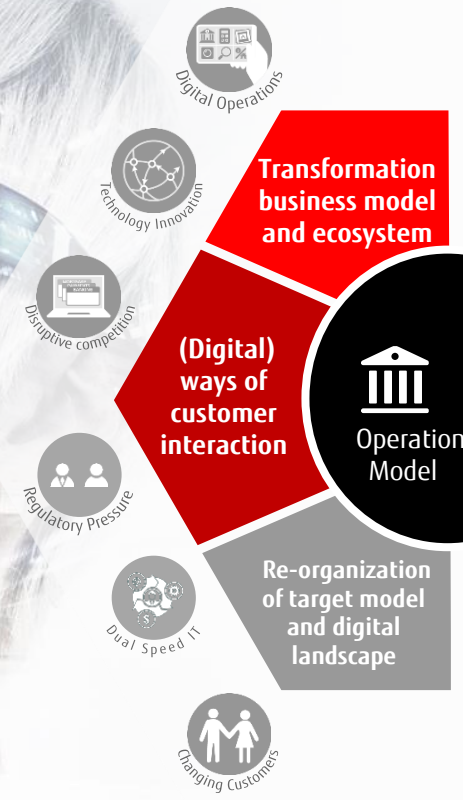 Digital Operations
Transformation
business model
and ecosystem
Technology Innovation
Disruptive competition
(Digital)
ways of
customer
interaction
Operation
Model
Regulatory Pressure
Re-organization
of target model
and digital
landscape
Dual Speed IT
Changing Customers